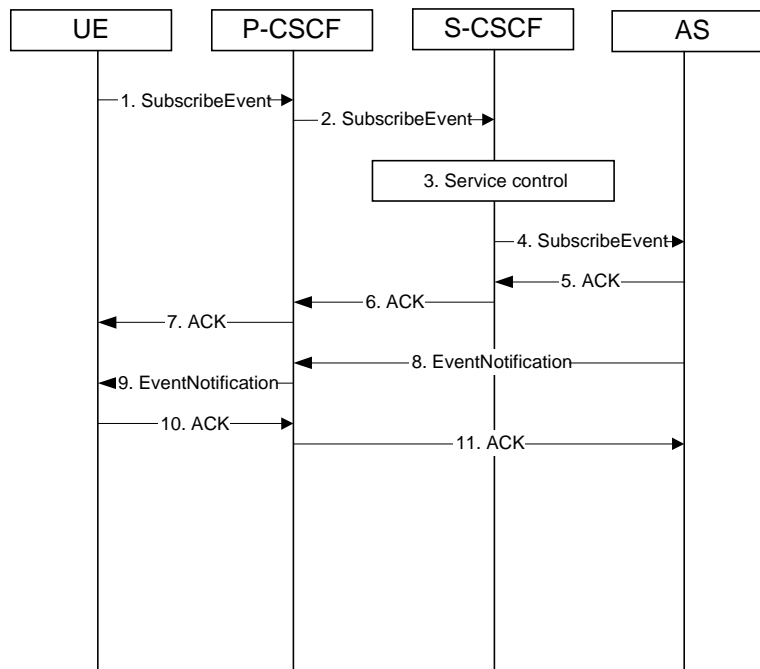 UE
P-CSCF
S-CSCF
AS
1. SubscribeEvent
2. SubscribeEvent
3. Service control
4. SubscribeEvent
5. ACK
6. ACK
7. ACK
8. EventNotification
9. EventNotification
10. ACK
11. ACK